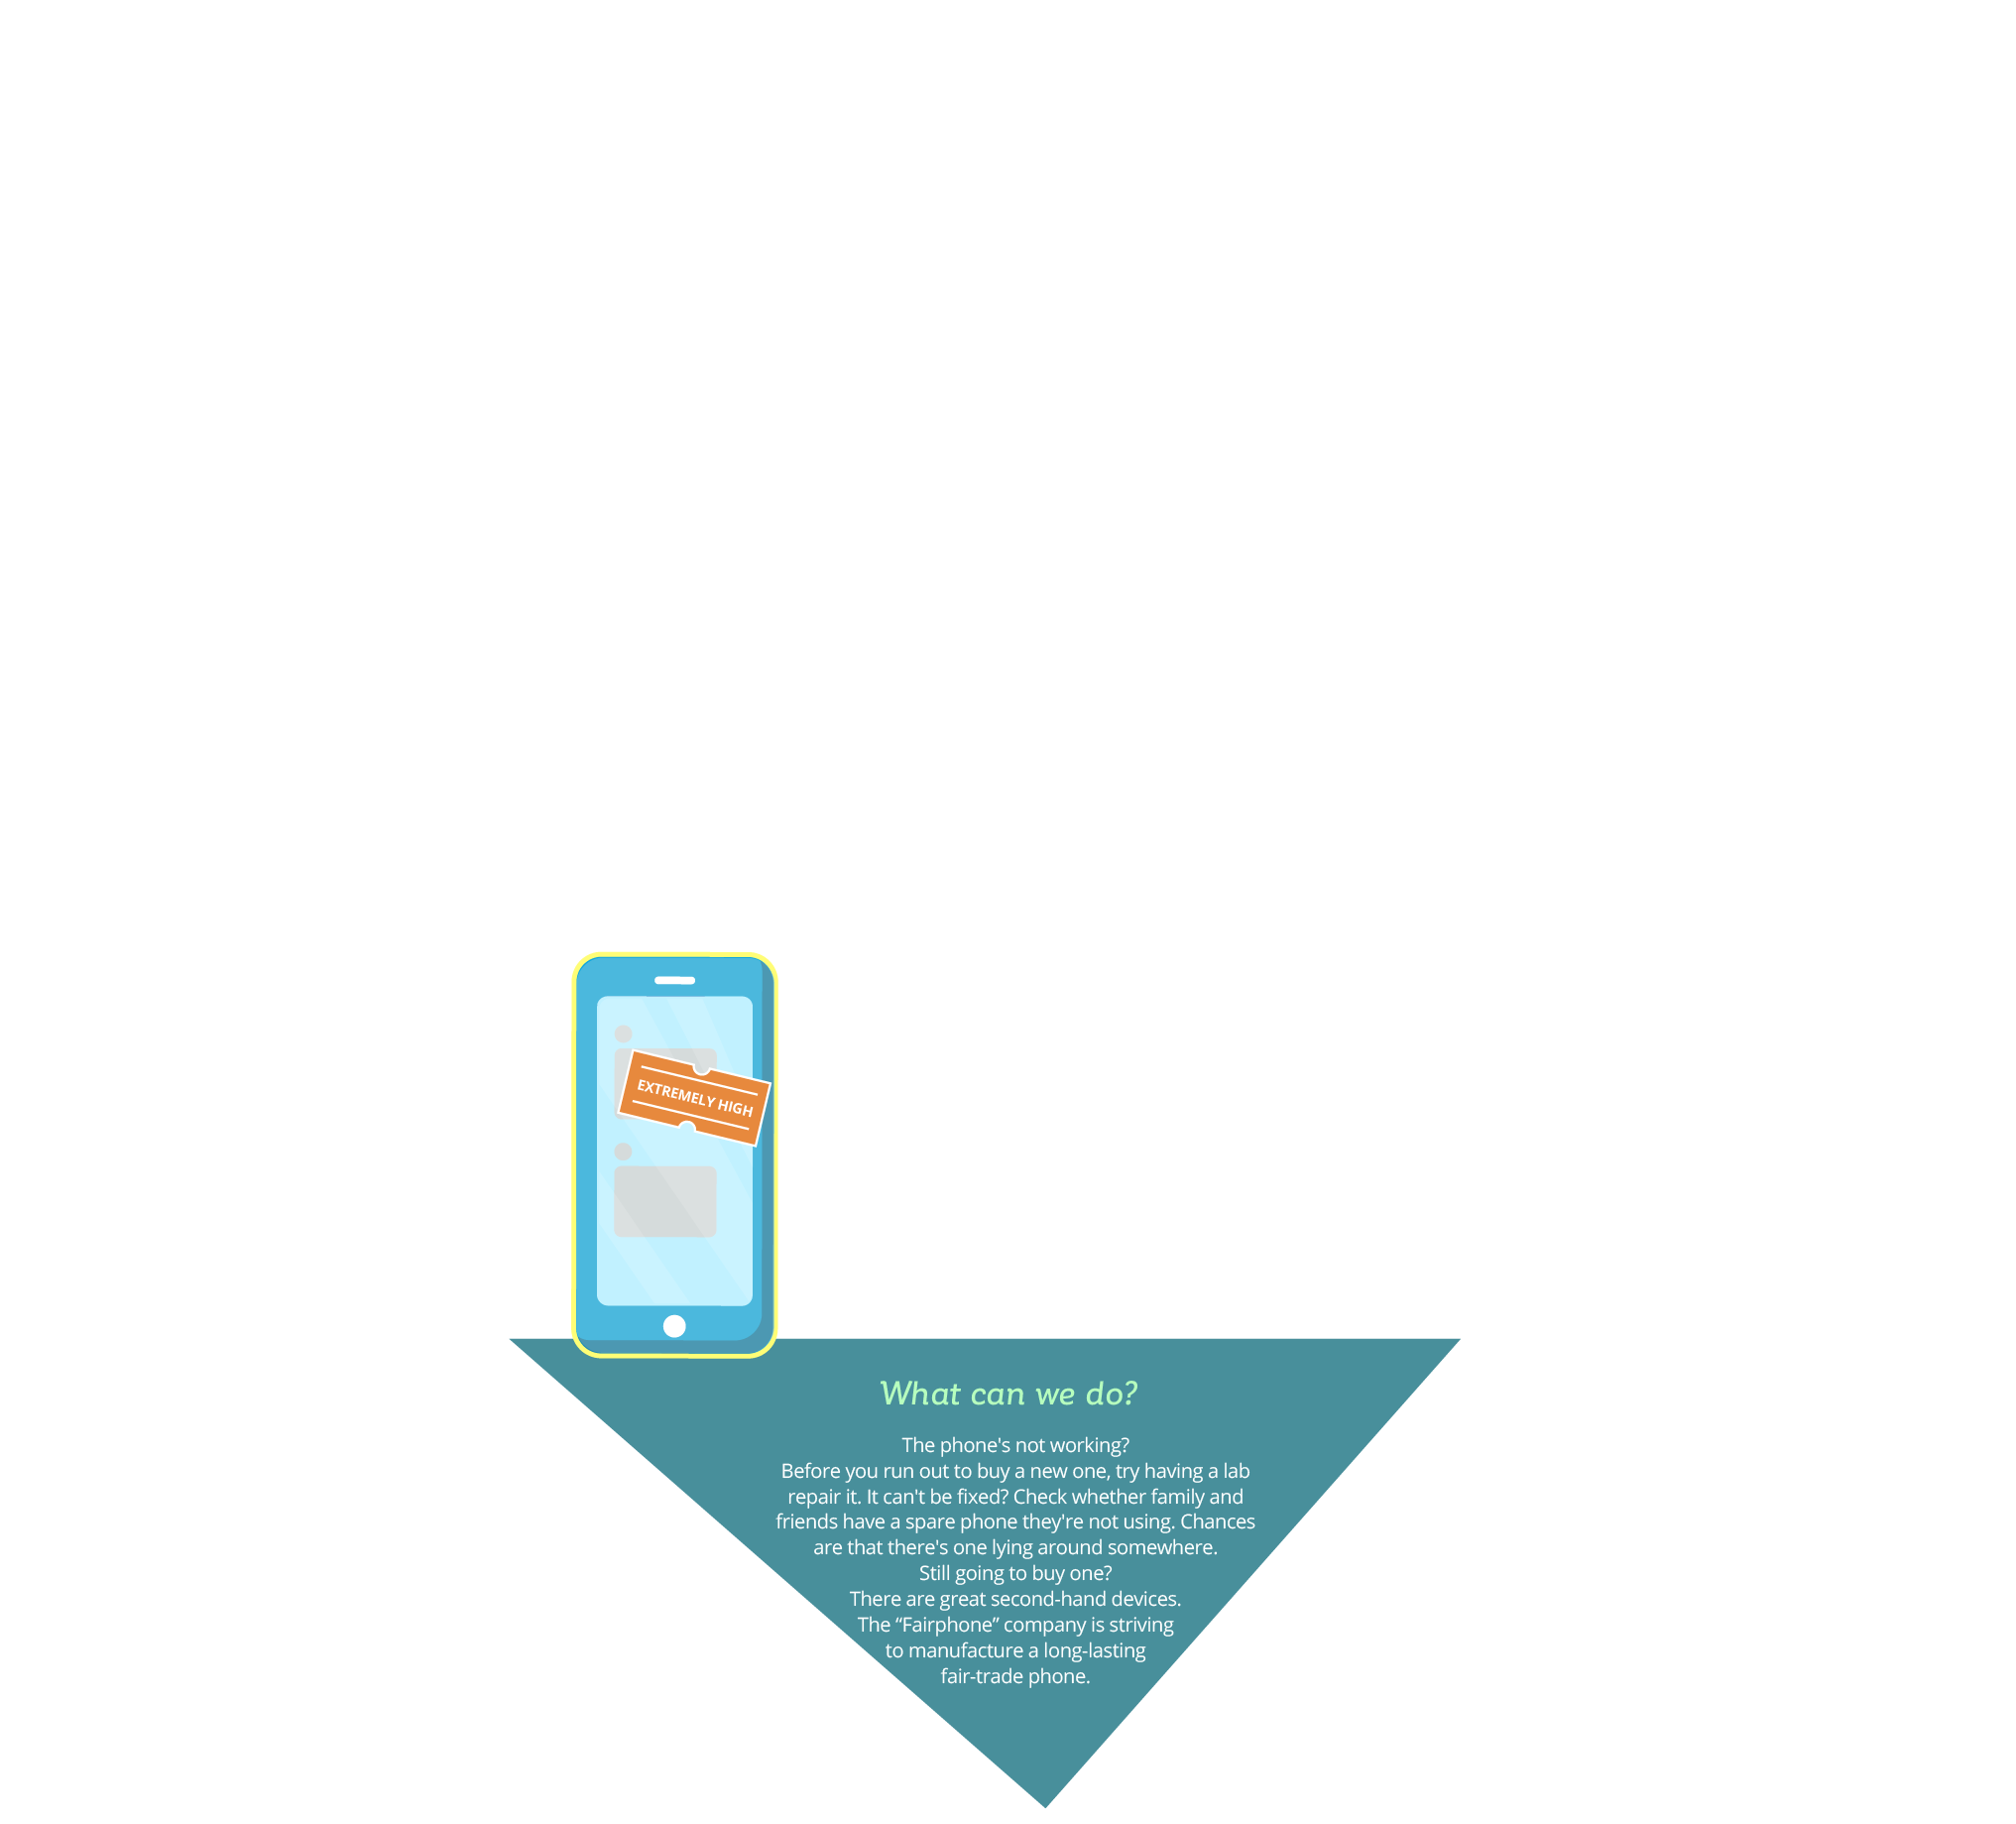 EXTREMELY HIGH
What can we do?
The phone's not working?
Before you run out to buy a new one, try having a lab
repair it. It can't be fixed? Check whether family and
friends have a spare phone they're not using. Chances
are that there's one lying around somewhere.
Still going to buy one?
There are great second-hand devices.
The “Fairphone” company is striving
to manufacture a long-lasting
fair-trade phone.